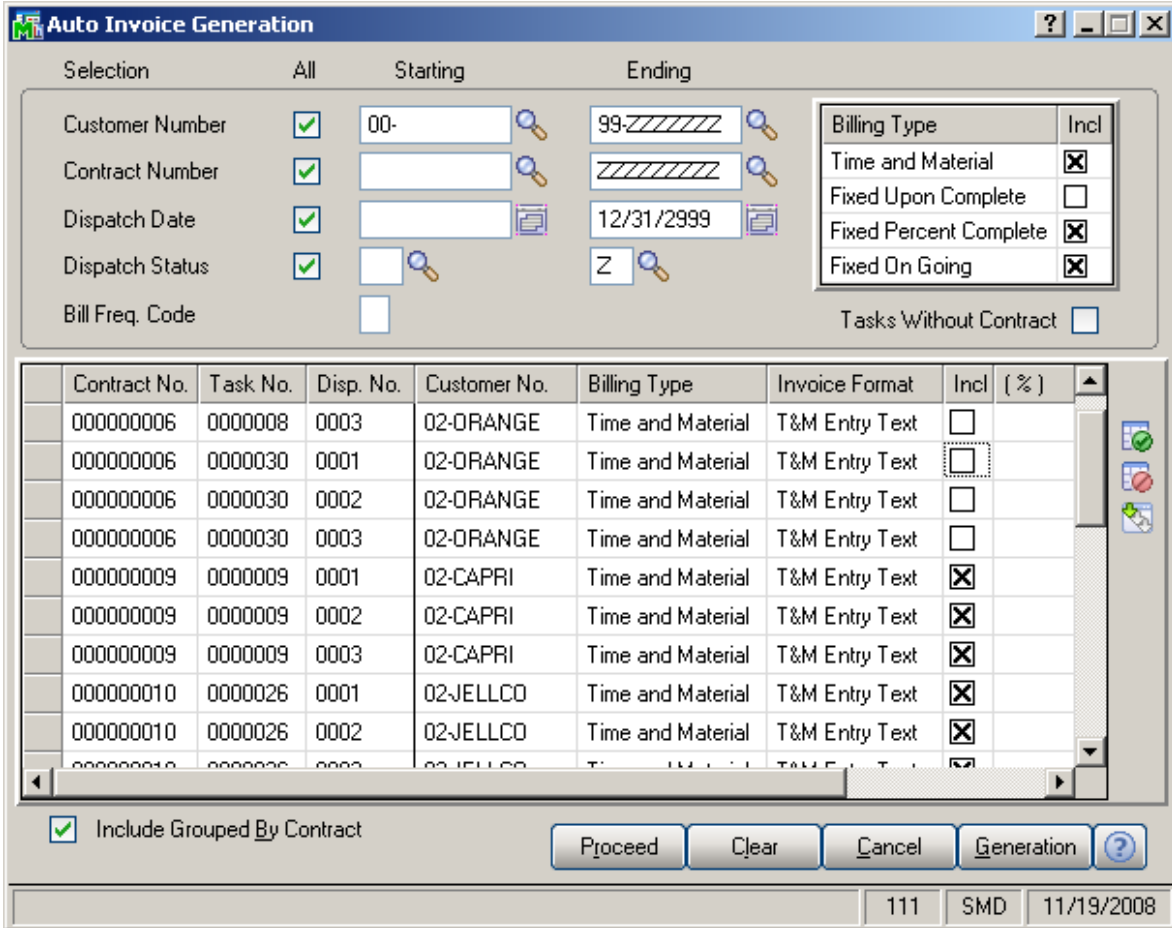 Auto Invoice Generation
Selection All Starting Ending
Customer Number 00- 99-ZZZZZZZ
Contract Number ZZZZZZZZZ
Dispatch Date 12/31/2999
Dispatch Status Z
Bill Freq. Code
Billing Type Incl
Time and Material
Fixed Upon Complete
Fixed Percent Complete
Fixed On Going
Tasks Without Contract
Contract No. Task No. Disp. No. Customer No. Billing Type Invoice Format Incl (%)
000000006 0000008 0003 02-ORANGE Time and Material T&M Entry Text
000000006 0000030 0001 02-ORANGE Time and Material T&M Entry Text
000000006 0000030 0002 02-ORANGE Time and Material T&M Entry Text
000000006 0000030 0003 02-ORANGE Time and Material T&M Entry Text
000000009 0000009 0001 02-CAPRI Time and Material T&M Entry Text
000000009 0000009 0002 02-CAPRI Time and Material T&M Entry Text
000000009 0000009 0003 02-CAPRI Time and Material T&M Entry Text
000000010 0000026 0001 02-JELLCO Time and Material T&M Entry Text
000000010 0000026 0002 02-JELLCO Time and Material T&M Entry Text
Include Grouped By Contract
Proceed Clear Cancel Generation
111 SMD 11/19/2008